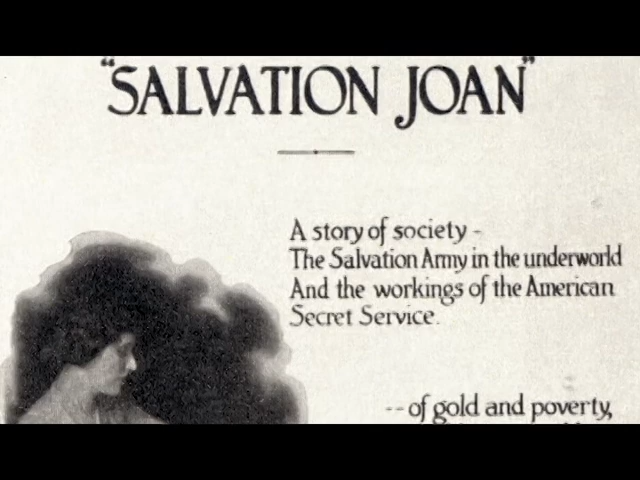 "SALVATION JOAN"
A story of society -
The Salvation Army in the underworld
And the workings of the American
Secret Service.
-- of gold and poverty,